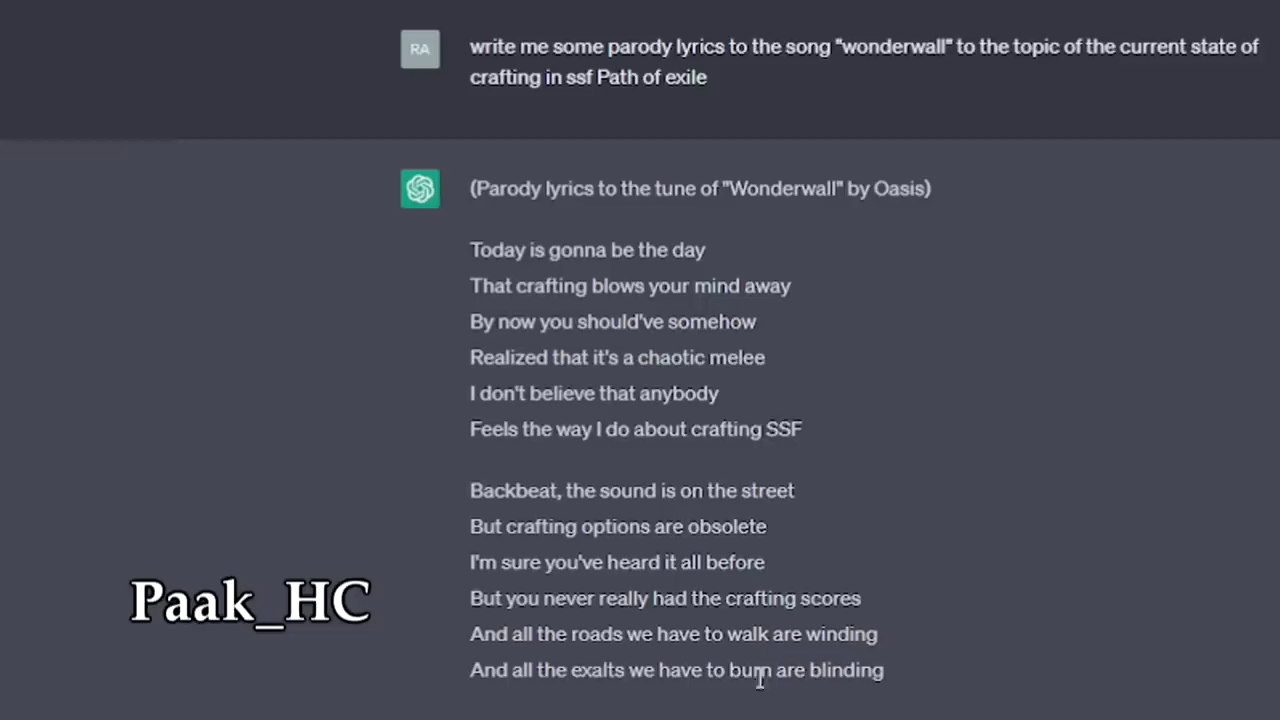 RA
write me some parody lyrics to the song "wonderwall" to the topic of the current state of
crafting in ssf Path of exile
(Parody lyrics to the tune of "Wonderwall" by Oasis)
Today is gonna be the day
That crafting blows your mind away
By now you should've somehow
Realized that it's a chaotic melee
I don't believe that anybody
Feels the way I do about crafting SSF
Backbeat, the sound is on the street
But crafting options are obsolete
I'm sure you've heard it all before
But you never really had the crafting scores
And all the roads we have to walk are winding
And all the exalts we have to burn are blinding
Paak_HC